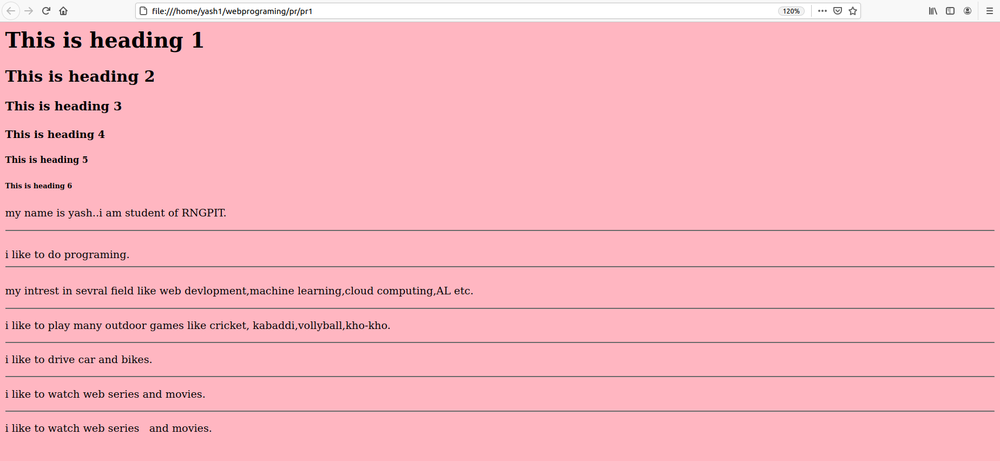 file:///home/yash1/webprograming/pr/pr1 120%
This is heading 1
This is heading 2
This is heading 3
This is heading 4
This is heading 5
This is heading 6
my name is yash..i am student of RNGPIT.
i like to do programing.
my intrest in sevral field like web devlopment,machine learning,cloud computing,AL etc.
i like to play many outdoor games like cricket, kabaddi,vollyball,kho-kho.
i like to drive car and bikes.
i like to watch web series and movies.
i like to watch web series   and movies.